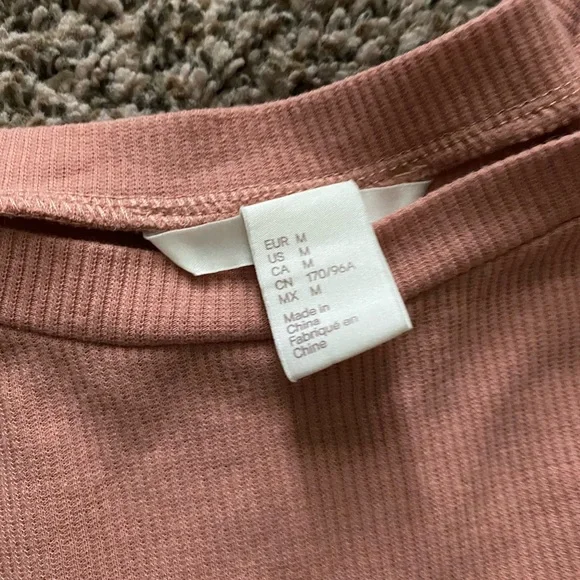 EUR M
US M
CA M
CN 170/96A
MX M
Made in
China
Fabriqué en
Chine